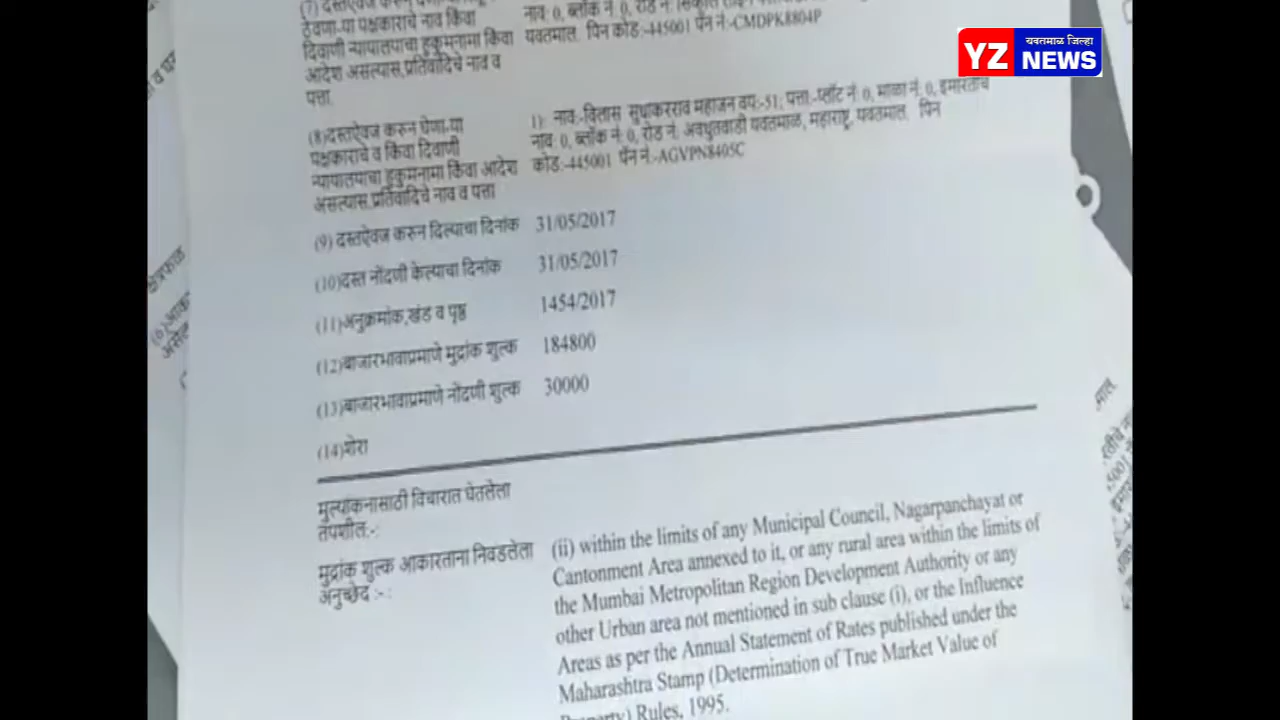 (7) दस्तऐवज करुन
ठेवणा-या पक्षकाराचे नाव किंवा
दिवाणी न्यायालयाचा हुकुमनामा किंवा
आदेश असल्यास,प्रतिवादिचे नाव व
पत्ता.
नाव: 0, ब्लॉक नं: 0, रोड नं:
यवतमाळ. पिन कोड:-445001 पॅन नं:-CMDPK8804P
यवतमाळ जिल्हा
YZ NEWS
(8)दस्तऐवज करुन घेणा-या
पक्षकाराचे व किंवा दिवाणी
न्यायालयाचा हुकुमनामा किंवा आदेश
असल्यास,प्रतिवादिचे नाव व पत्ता
1): नाव:-विलास सुधाकरराव महाजन वय:-51; पत्ता:-प्लॉट नं: 0, माळा नं: 0, इमारतीचे
नाव: 0, ब्लॉक नं: 0, रोड नं: अवधुतवाडी यवतमाळ, महाराष्ट्र, यवतमाल. पिन
कोड:-445001 पॅन नं:-AGVPN8405C
(9) दस्तऐवज करुन दिल्याचा दिनांक 31/05/2017
(10)दस्त नोंदणी केल्याचा दिनांक 31/05/2017
(11)अनुक्रमांक,खंड व पृष्ठ 1454/2017
(12)बाजारभावाप्रमाणे मुद्रांक शुल्क 184800
(13)बाजारभावाप्रमाणे नोंदणी शुल्क 30000
(14)शेरा
मुल्यांकनासाठी विचारात घेतलेला
तपशील:-:
मुद्रांक शुल्क आकारताना निवडलेला
अनुच्छेद :- :
(ii) within the limits of any Municipal Council, Nagarpanchayat or
Cantonment Area annexed to it, or any rural area within the limits of
the Mumbai Metropolitan Region Development Authority or any
other Urban area not mentioned in sub clause (i), or the Influence
Areas as per the Annual Statement of Rates published under the
Maharashtra Stamp (Determination of True Market Value of
Property) Rules, 1995.